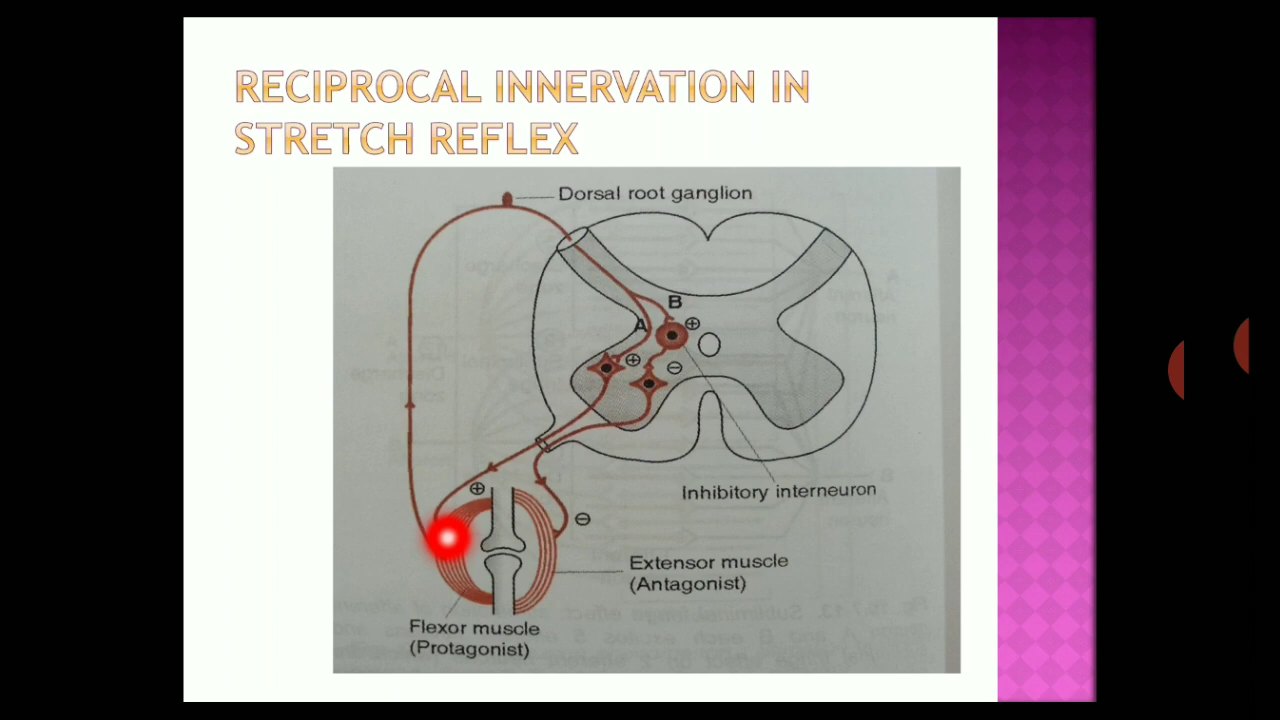 RECIPROCAL INNERVATION IN
STRETCH REFLEX
Dorsal root ganglion
B
A
Inhibitory interneuron
Extensor muscle
(Antagonist)
Flexor muscle
(Protagonist)